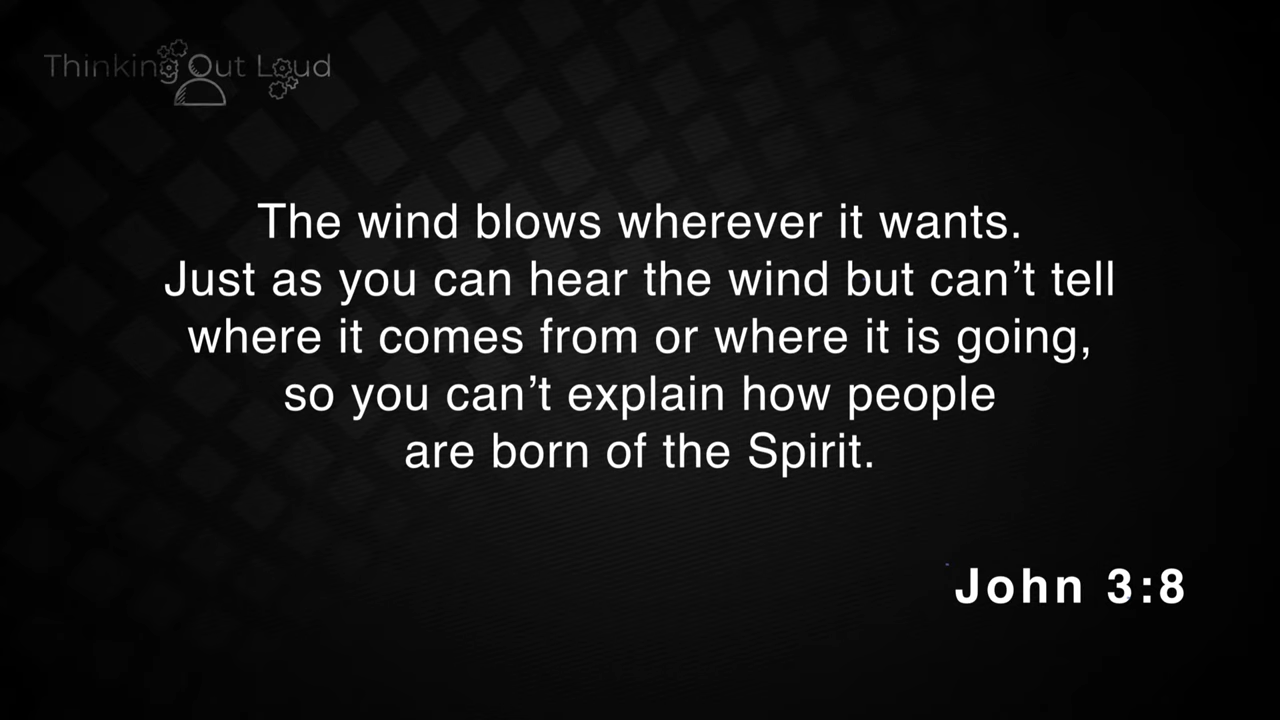 Thinking Out Loud
The wind blows wherever it wants.
Just as you can hear the wind but can’t tell
where it comes from or where it is going,
so you can’t explain how people
are born of the Spirit.
John 3:8